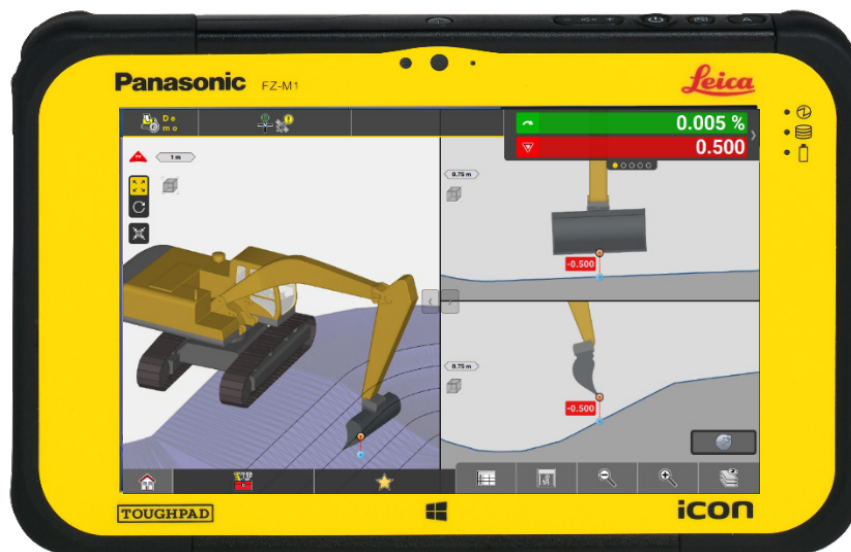 Panasonic FZ-M1
Leica
De
mo
0.005 %
0.500
1 m
0.75 m
-0.500
0.75 m
-0.500
TOUGHPAD
iCON